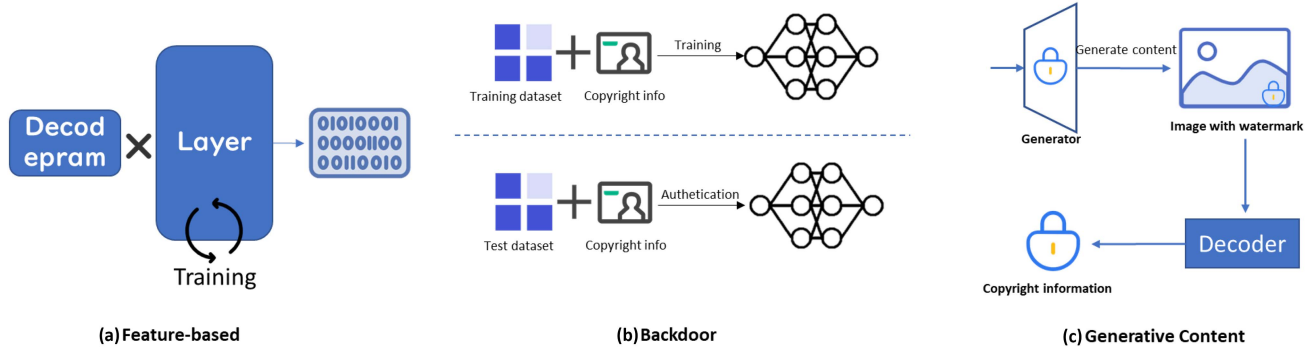 Decod
epram
Layer
01010001
00001100
00110010
Training
(a) Feature-based
Training dataset
Copyright info
Training
Test dataset
Copyright info
Authetication
(b) Backdoor
Generator
Generate content
Image with watermark
Decoder
Copyright information
(c) Generative Content